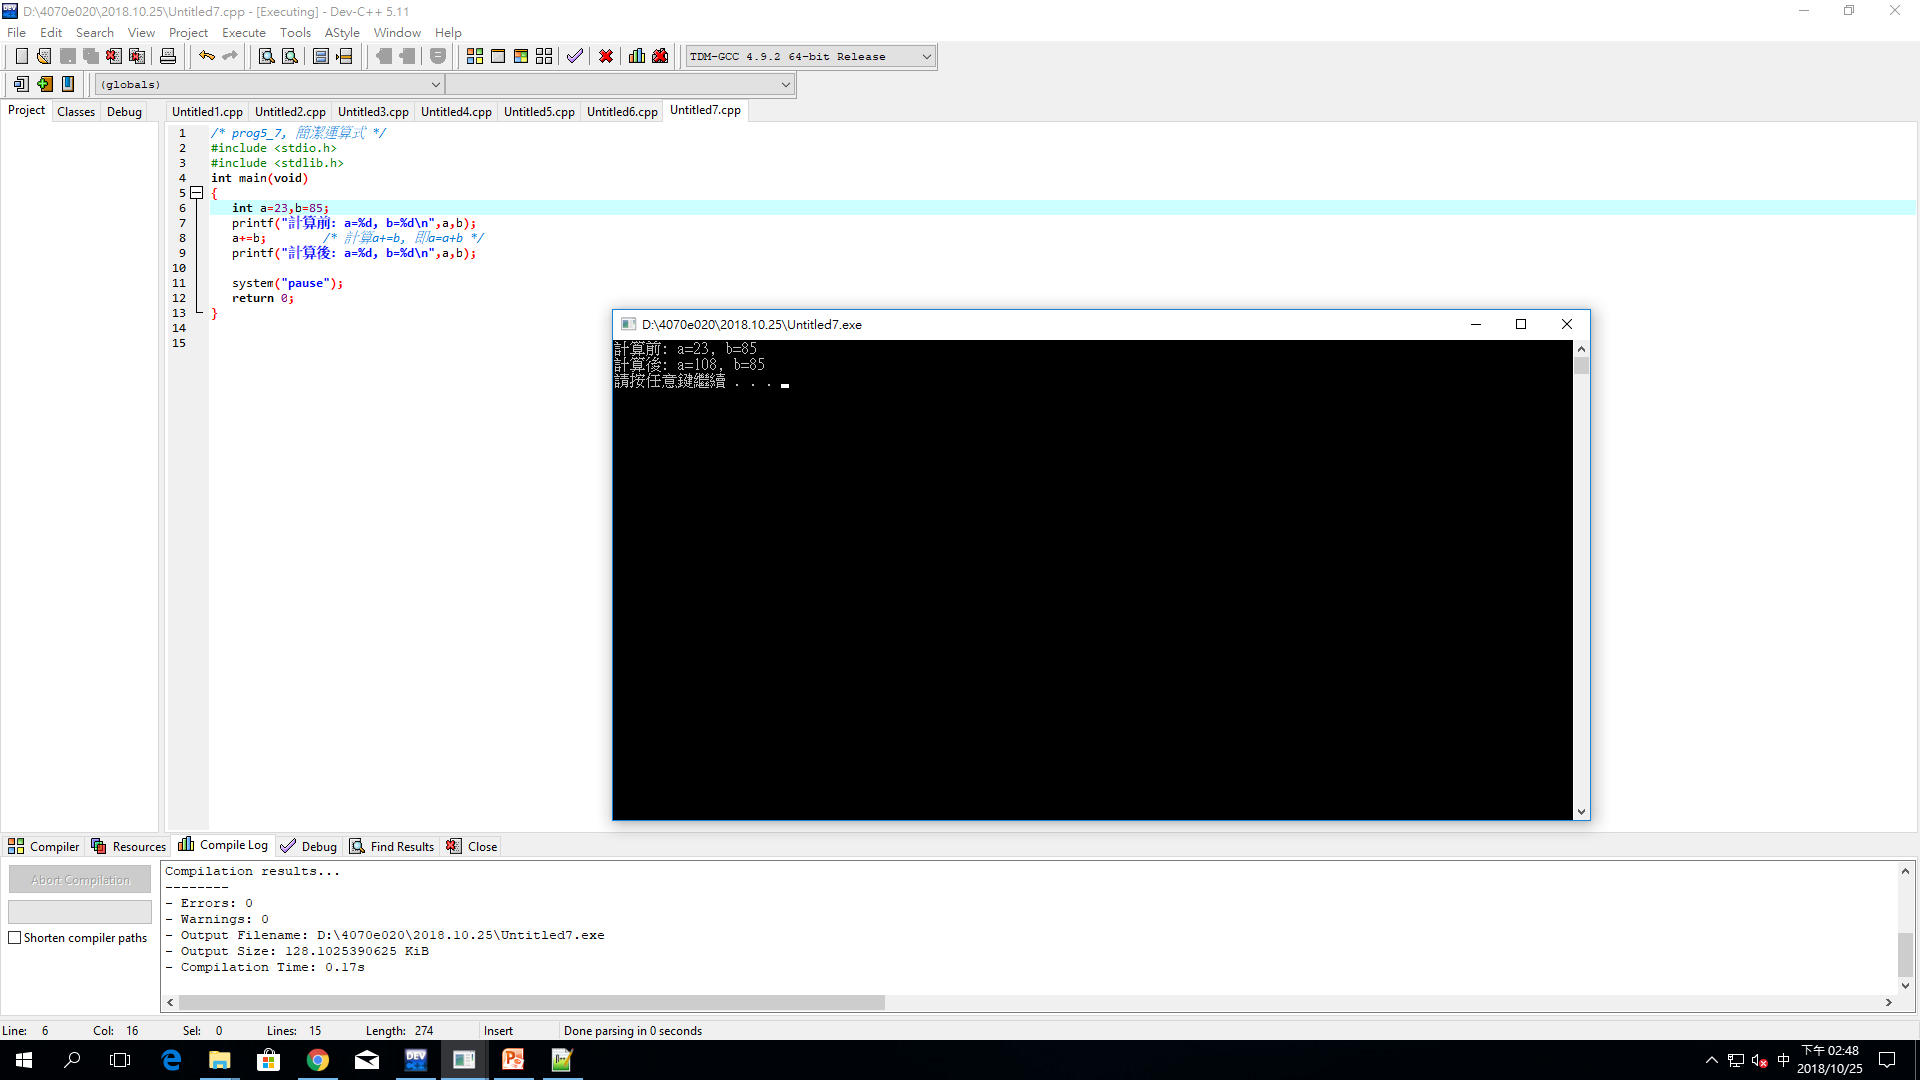 D:\4070e020\2018.10.25\Untitled7.cpp - [Executing] - Dev-C++ 5.11
File Edit Search View Project Execute Tools AStyle Window Help
TDM-GCC 4.9.2 64-bit Release
(globals)
Project Classes Debug
Untitled1.cpp Untitled2.cpp Untitled3.cpp Untitled4.cpp Untitled5.cpp Untitled6.cpp Untitled7.cpp
1 /* prog5_7, 簡潔運算式 */
2 #include <stdio.h>
3 #include <stdlib.h>
4 int main(void)
5 {
6 int a=23,b=85;
7 printf("計算前: a=%d, b=%d\n",a,b);
8 a+=b; /* 計算a+=b, 即a=a+b */
9 printf("計算後: a=%d, b=%d\n",a,b);
10
11 system("pause");
12 return 0;
13 }
14
15
D:\4070e020\2018.10.25\Untitled7.exe
計算前: a=23, b=85
計算後: a=108, b=85
請按任意鍵繼續 . . .
Compiler Resources Compile Log Debug Find Results Close
Abort Compilation
Shorten compiler paths
Compilation results...
--------
- Errors: 0
- Warnings: 0
- Output Filename: D:\4070e020\2018.10.25\Untitled7.exe
- Output Size: 128.1025390625 KiB
- Compilation Time: 0.17s
Line: 6 Col: 16 Sel: 0 Lines: 15 Length: 274 Insert Done parsing in 0 seconds
中
下午 02:48
2018/10/25